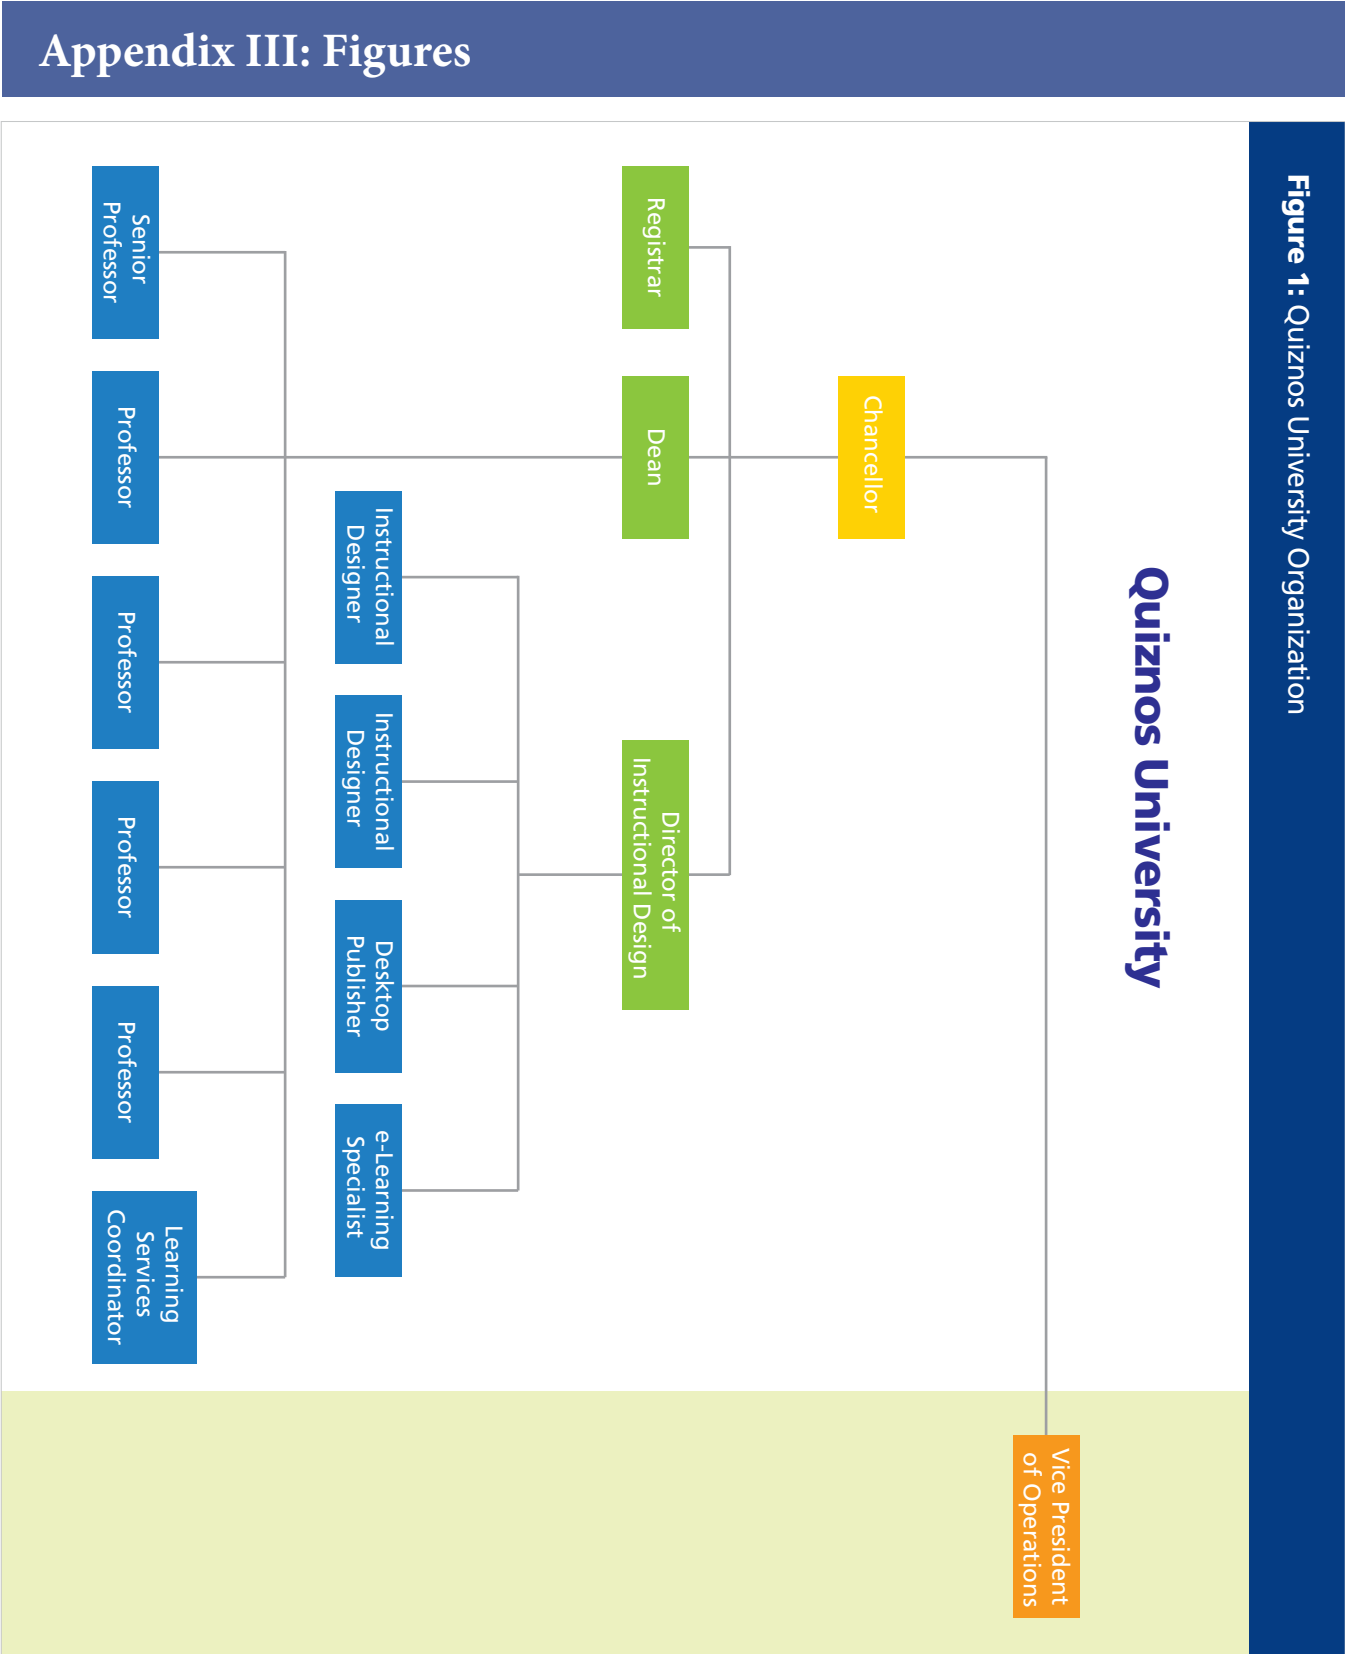 Appendix III: Figures
Figure 1: Quiznos University Organization
Quiznos University
Vice President
of Operations
Chancellor
Registrar
Dean
Director of
Instructional Design
Instructional
Designer
Instructional
Designer
Desktop
Publisher
e-Learning
Specialist
Senior
Professor
Professor
Professor
Professor
Professor
Learning
Services
Coordinator